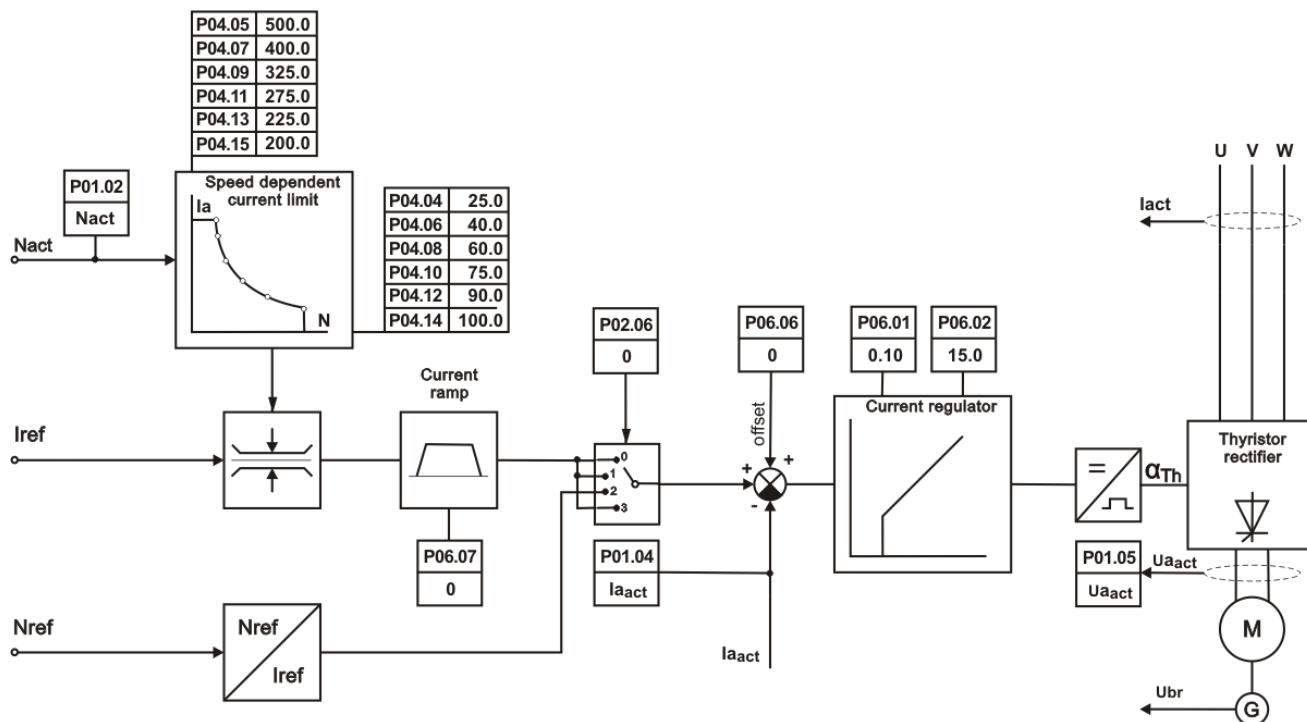 P04.05 500.0
P04.07 400.0
P04.09 325.0
P04.11 275.0
P04.13 225.0
P04.15 200.0
P01.02
Nact
Nact
Speed dependent
current limit
Ia
N
P04.04 25.0
P04.06 40.0
P04.08 60.0
P04.10 75.0
P04.12 90.0
P04.14 100.0
U V W
Iact
P02.06
0
P06.06
0
P06.01
0.10
P06.02
15.0
Current
ramp
offset
Current regulator
Iref
0
1
2
3
+
+
-
=
αTh
Thyristor
rectifier
P06.07
0
P01.04
Iaact
P01.05
Uaact
Uaact
Nref
Nref
Iref
Iaact
M
Ubr
G